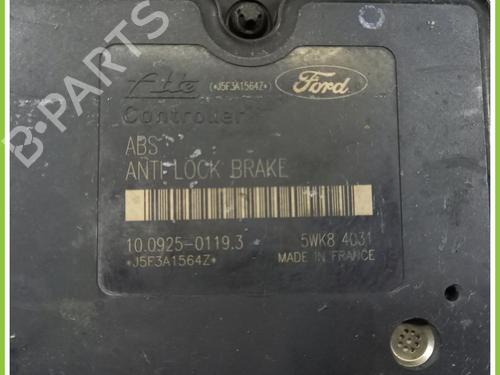 Ate
(*J5F3A1564Z*)
Ford
Controller
ABS
ANTI LOCK BRAKE
10.0925-0119.3
5WK8 4031
*J5F3A1564Z*
MADE IN FRANCE
B-PARTS